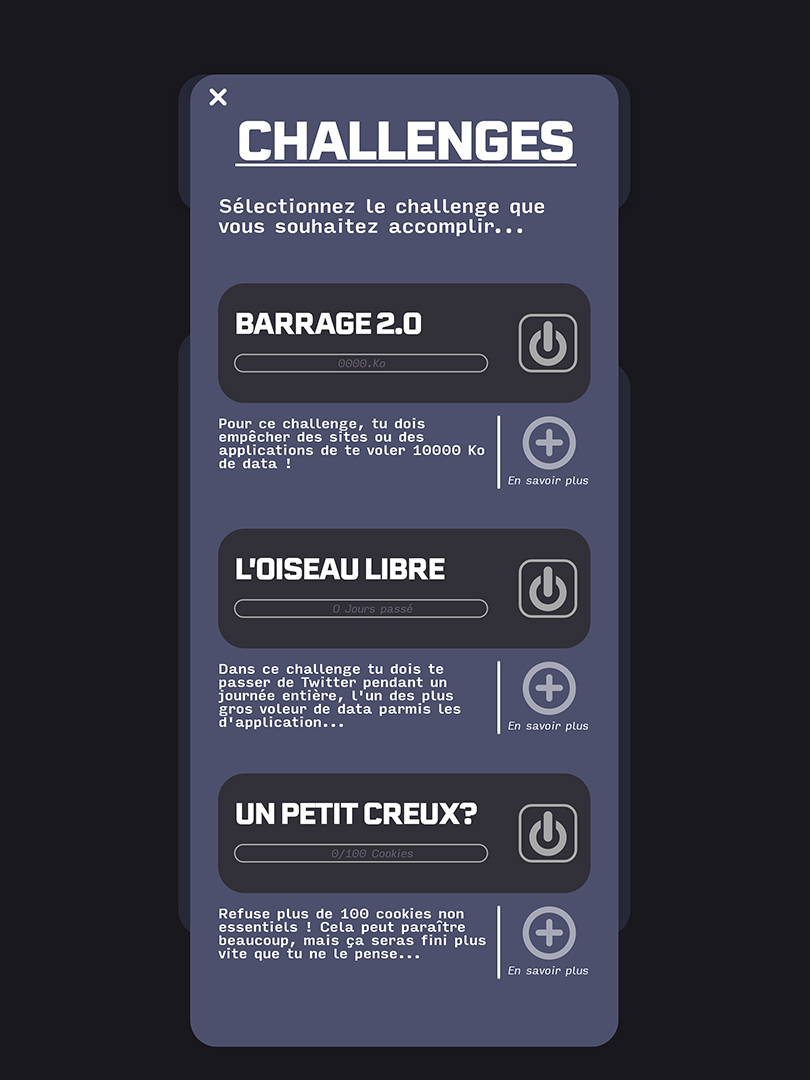 CHALLENGES
Sélectionnez le challenge que
vous souhaitez accomplir...
BARRAGE 2.0
0000.Ko
Pour ce challenge, tu dois
empêcher des sites ou des
applications de te voler 10000 Ko
de data !
En savoir plus
L'OISEAU LIBRE
0 Jours passé
Dans ce challenge tu dois te
passer de Twitter pendant un
journée entière, l'un des plus
gros voleur de data parmis les
d'application...
En savoir plus
UN PETIT CREUX?
0/100 Cookies
Refuse plus de 100 cookies non
essentiels ! Cela peut paraître
beaucoup, mais ça seras fini plus
vite que tu ne le pense...
En savoir plus